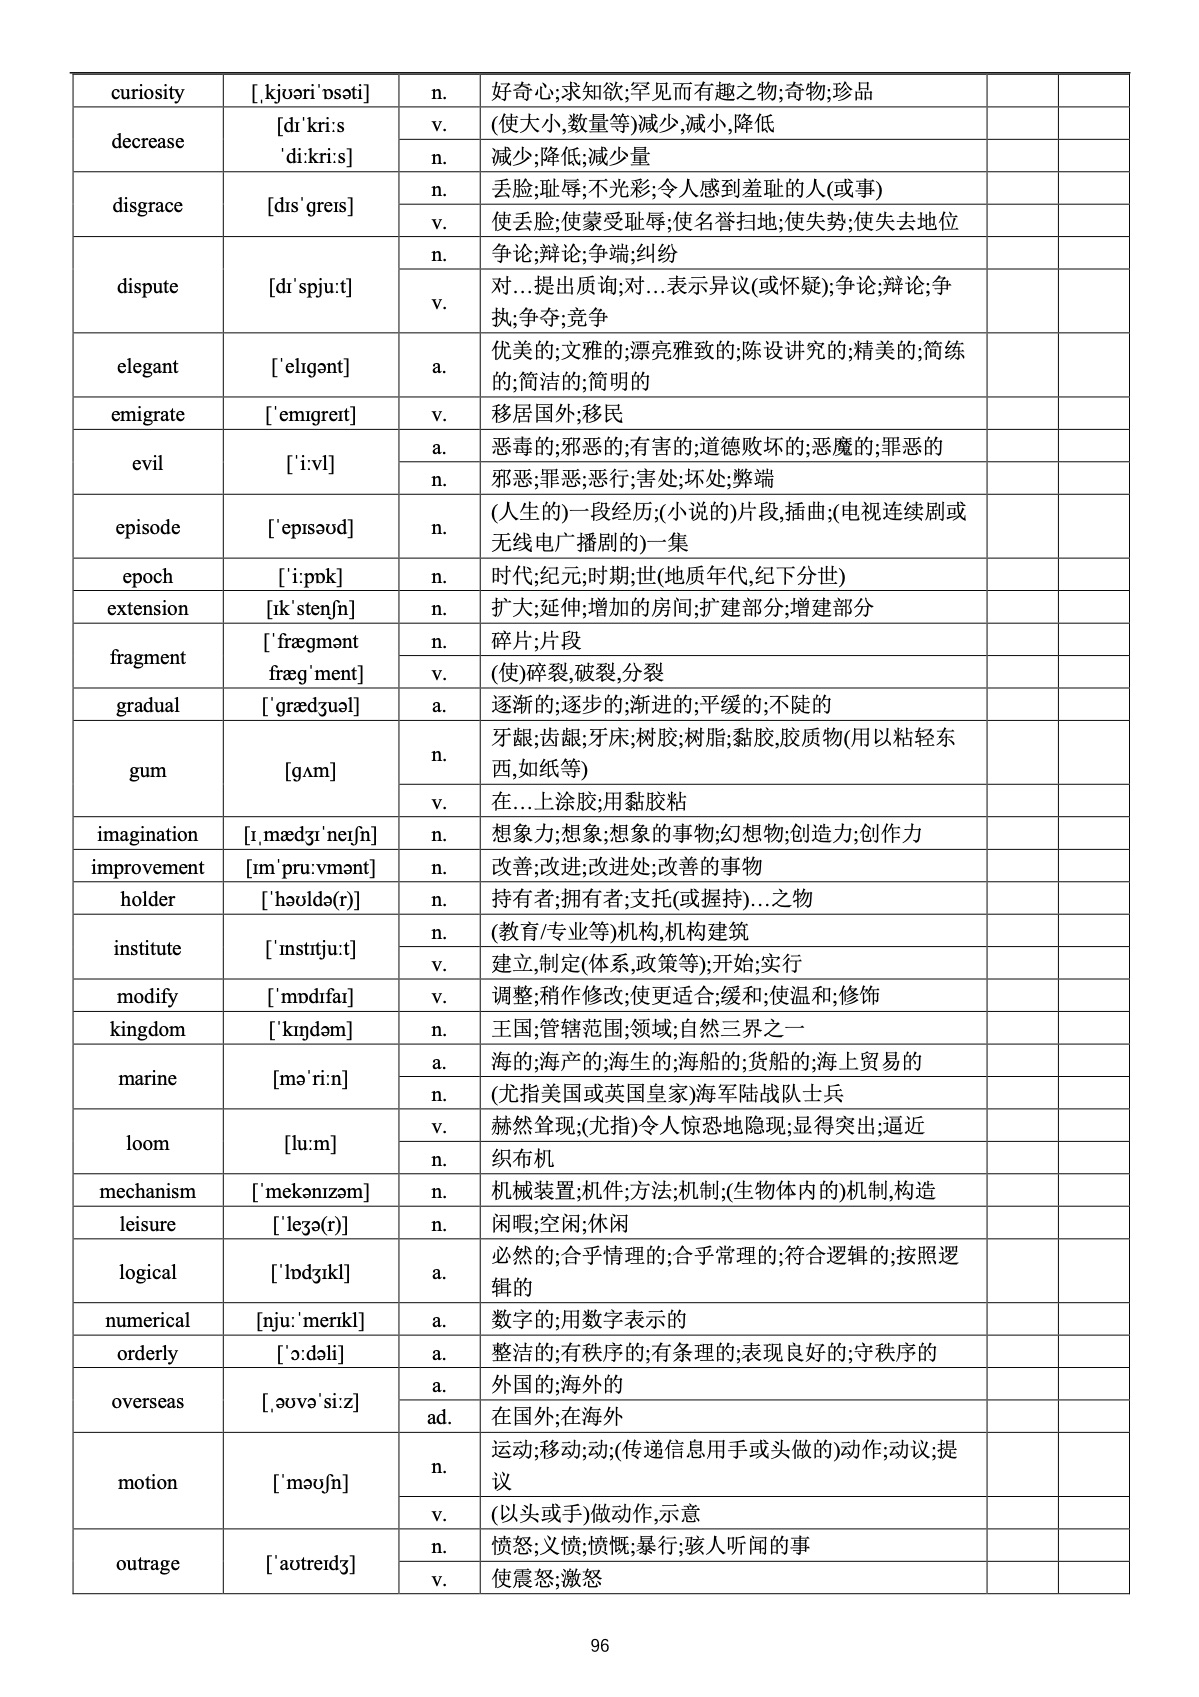 curiosity [ˌkjʊəriˈɒsəti] n. 好奇心;求知欲;罕见而有趣之物;奇物;珍品
decrease [dɪˈkriːs v. (使大小,数量等)减少,减小,降低
ˈdiːkriːs] n. 减少;降低;减少量
disgrace [dɪsˈɡreɪs] n. 丢脸;耻辱;不光彩;令人感到羞耻的人(或事)
v. 使丢脸;使蒙受耻辱;使名誉扫地;使失势;使失去地位
dispute [dɪˈspjuːt] n. 争论;辩论;争端;纠纷
v. 对…提出质询;对…表示异议(或怀疑);争论;辩论;争
执;争夺;竞争
elegant [ˈelɪɡənt] a. 优美的;文雅的;漂亮雅致的;陈设讲究的;精美的;简练
的;简洁的;简明的
emigrate [ˈemɪɡreɪt] v. 移居国外;移民
evil [ˈiːvl] a. 恶毒的;邪恶的;有害的;道德败坏的;恶魔的;罪恶的
n. 邪恶;罪恶;恶行;害处;坏处;弊端
episode [ˈepɪsəʊd] n. (人生的)一段经历;(小说的)片段,插曲;(电视连续剧或
无线电广播剧的)一集
epoch [ˈiːpɒk] n. 时代;纪元;时期;世(地质年代,纪下分世)
extension [ɪkˈstenʃn] n. 扩大;延伸;增加的房间;扩建部分;增建部分
fragment [ˈfræɡmənt n. 碎片;片段
fræɡˈment] v. (使)碎裂,破裂,分裂
gradual [ˈɡrædʒuəl] a. 逐渐的;逐步的;渐进的;平缓的;不陡的
gum [ɡʌm] n. 牙龈;齿龈;牙床;树胶;树脂;黏胶,胶质物(用以粘轻东
西,如纸等)
v. 在…上涂胶;用黏胶粘
imagination [ɪˌmædʒɪˈneɪʃn] n. 想象力;想象;想象的事物;幻想物;创造力;创作力
improvement [ɪmˈpruːvmənt] n. 改善;改进;改进处;改善的事物
holder [ˈhəʊldə(r)] n. 持有者;拥有者;支托(或握持)…之物
institute [ˈɪnstɪtjuːt] n. (教育/专业等)机构,机构建筑
v. 建立,制定(体系,政策等);开始;实行
modify [ˈmɒdɪfaɪ] v. 调整;稍作修改;使更适合;缓和;使温和;修饰
kingdom [ˈkɪŋdəm] n. 王国;管辖范围;领域;自然三界之一
marine [məˈriːn] a. 海的;海产的;海生的;海船的;货船的;海上贸易的
n. (尤指美国或英国皇家)海军陆战队士兵
loom [luːm] v. 赫然耸现;(尤指)令人惊恐地隐现;显得突出;逼近
n. 织布机
mechanism [ˈmekənɪzəm] n. 机械装置;机件;方法;机制;(生物体内的)机制,构造
leisure [ˈleʒə(r)] n. 闲暇;空闲;休闲
logical [ˈlɒdʒɪkl] a. 必然的;合乎情理的;合乎常理的;符合逻辑的;按照逻
辑的
numerical [njuːˈmerɪkl] a. 数字的;用数字表示的
orderly [ˈɔːdəli] a. 整洁的;有秩序的;有条理的;表现良好的;守秩序的
overseas [ˌəʊvəˈsiːz] a. 外国的;海外的
ad. 在国外;在海外
motion [ˈməʊʃn] n. 运动;移动;动;(传递信息用手或头做的)动作;动议;提
议
v. (以头或手)做动作,示意
outrage [ˈaʊtreɪdʒ] n. 愤怒;义愤;愤慨;暴行;骇人听闻的事
v. 使震怒;激怒
96